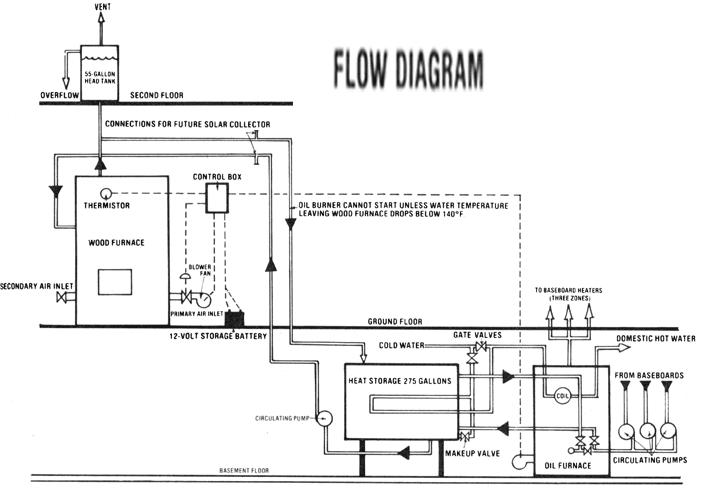 VENT
FLOW DIAGRAM
55-GALLON
HEAD TANK
OVERFLOW
SECOND FLOOR
CONNECTIONS FOR FUTURE SOLAR COLLECTOR
CONTROL BOX
THERMISTOR
OIL BURNER CANNOT START UNLESS WATER TEMPERATURE
LEAVING WOOD FURNACE DROPS BELOW 140°F
WOOD FURNACE
BLOWER
FAN
SECONDARY AIR INLET
PRIMARY AIR INLET
TO BASEBOARD HEATERS
(THREE ZONES)
GROUND FLOOR
12-VOLT STORAGE BATTERY
GATE VALVES
COLD WATER
DOMESTIC HOT WATER
HEAT STORAGE 275 GALLONS
FROM BASEBOARDS
COIL
CIRCULATING PUMP
MAKEUP VALVE
OIL FURNACE
CIRCULATING PUMPS
BASEMENT FLOOR